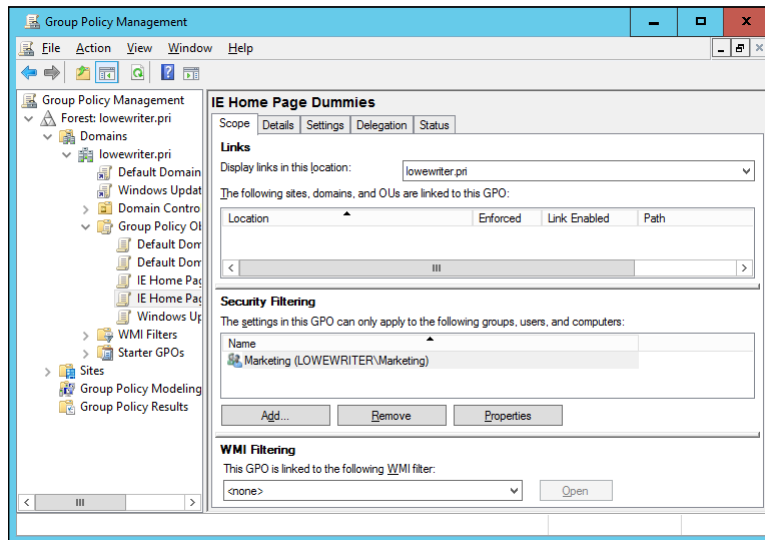 Group Policy Management
File Action View Window Help
Group Policy Management
Forest: lowewriter.pri
Domains
lowewriter.pri
Default Domain
Windows Updat
Domain Contro
Group Policy Ob
Default Dom
Default Dom
IE Home Pag
IE Home Pag
Windows Up
WMI Filters
Starter GPOs
Sites
Group Policy Modeling
Group Policy Results
IE Home Page Dummies
Scope Details Settings Delegation Status
Links
Display links in this location: lowewriter.pri
The following sites, domains, and OUs are linked to this GPO:
Location Enforced Link Enabled Path
Security Filtering
The settings in this GPO can only apply to the following groups, users, and computers:
Name
Marketing (LOWEWRITER\Marketing)
Add... Remove Properties
WMI Filtering
This GPO is linked to the following WMI filter:
<none> Open